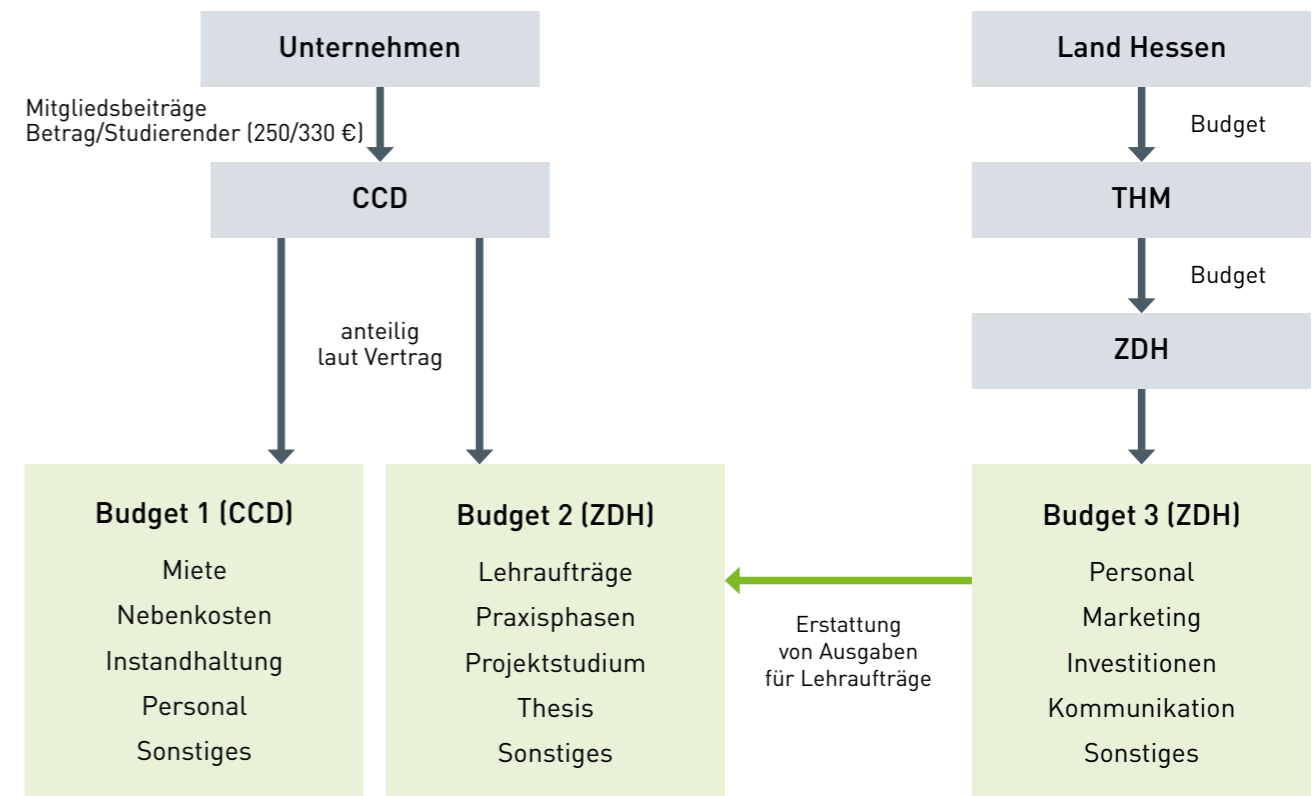 Unternehmen
Mitgliedsbeiträge
Betrag/Studierender (250/330 €)
CCD
anteilig
laut Vertrag
Land Hessen
Budget
THM
Budget
ZDH
Budget 1 (CCD)
Miete
Nebenkosten
Instandhaltung
Personal
Sonstiges
Budget 2 (ZDH)
Lehraufträge
Praxisphasen
Projektstudium
Thesis
Sonstiges
Erstattung
von Ausgaben
für Lehraufträge
Budget 3 (ZDH)
Personal
Marketing
Investitionen
Kommunikation
Sonstiges